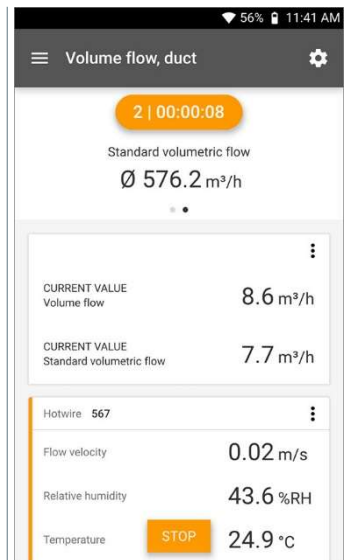 56% 11:41 AM
Volume flow, duct
2 | 00:00:08
Standard volumetric flow
Ø 576.2 m³/h
CURRENT VALUE
Volume flow
8.6 m³/h
CURRENT VALUE
Standard volumetric flow
7.7 m³/h
Hotwire 567
Flow velocity 0.02 m/s
Relative humidity 43.6 %RH
Temperature STOP 24.9 °C